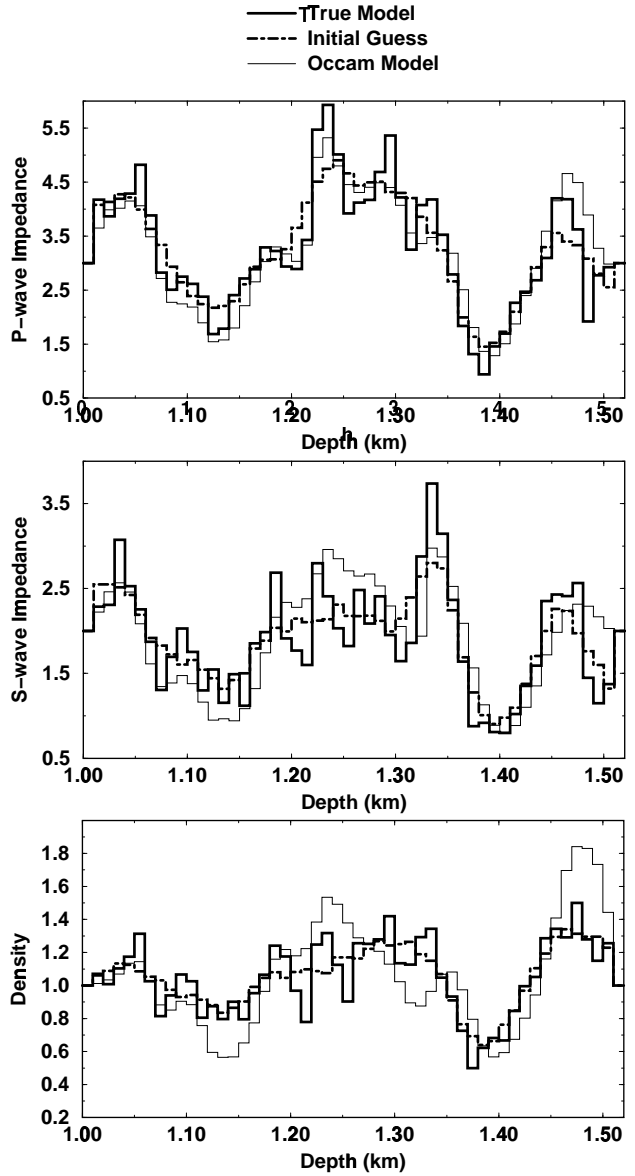 True Model
Initial Guess
Occam Model
P-wave Impedance
5.5
4.5
3.5
2.5
1.5
0.5
1.00 1.10 1.20 1.30 1.40 1.50
Depth (km)
S-wave Impedance
3.5
2.5
1.5
0.5
1.00 1.10 1.20 1.30 1.40 1.50
Depth (km)
Density
1.8
1.6
1.4
1.2
1.0
0.8
0.6
0.4
0.2
1.00 1.10 1.20 1.30 1.40 1.50
Depth (km)